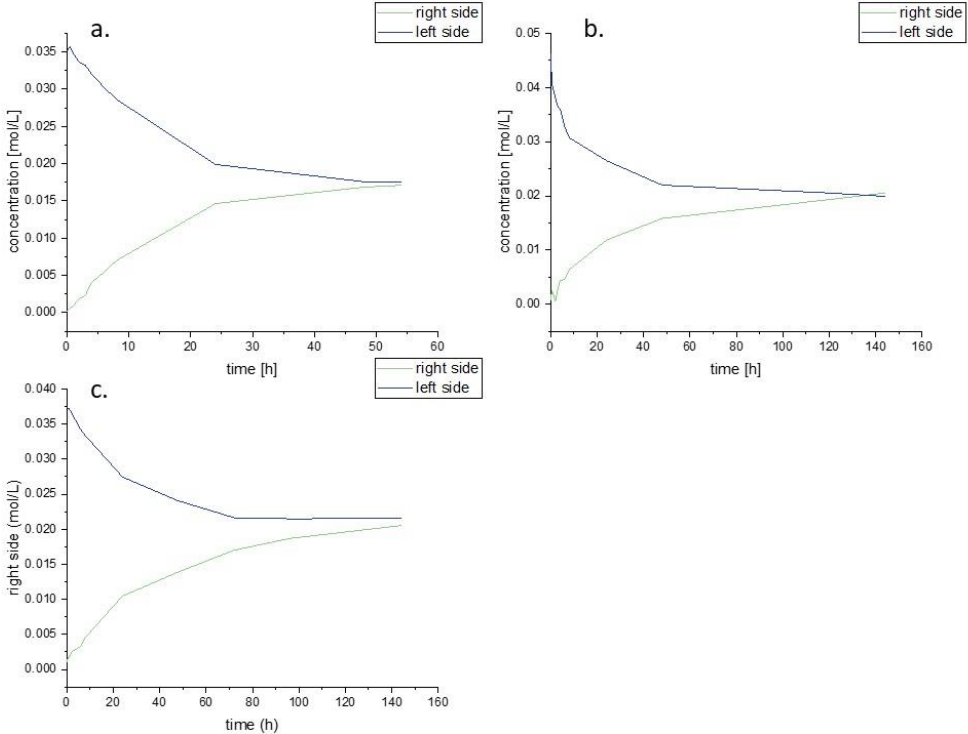 a.
right side
left side
concentration [mol/L]
0.035
0.030
0.025
0.020
0.015
0.010
0.005
0.000
0 10 20 30 40 50 60
time [h]
b.
right side
left side
concentration [mol/L]
0.05
0.04
0.03
0.02
0.01
0.00
0 20 40 60 80 100 120 140 160
time [h]
c.
right side
left side
right side (mol/L)
0.040
0.035
0.030
0.025
0.020
0.015
0.010
0.005
0.000
0 20 40 60 80 100 120 140 160
time (h)